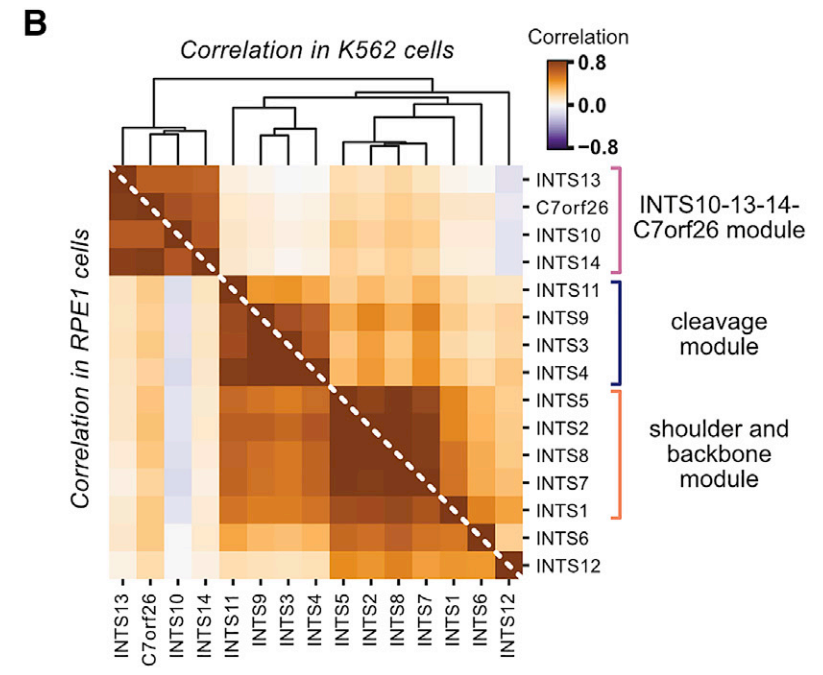 B
Correlation in K562 cells
Correlation
0.8
0.0
−0.8
Correlation in RPE1 cells
INTS13
C7orf26
INTS10
INTS14
INTS11
INTS9
INTS3
INTS4
INTS5
INTS2
INTS8
INTS7
INTS1
INTS6
INTS12
INTS10-13-14-
C7orf26 module
cleavage
module
shoulder and
backbone
module
INTS13
C7orf26
INTS10
INTS14
INTS11
INTS9
INTS3
INTS4
INTS5
INTS2
INTS8
INTS7
INTS1
INTS6
INTS12